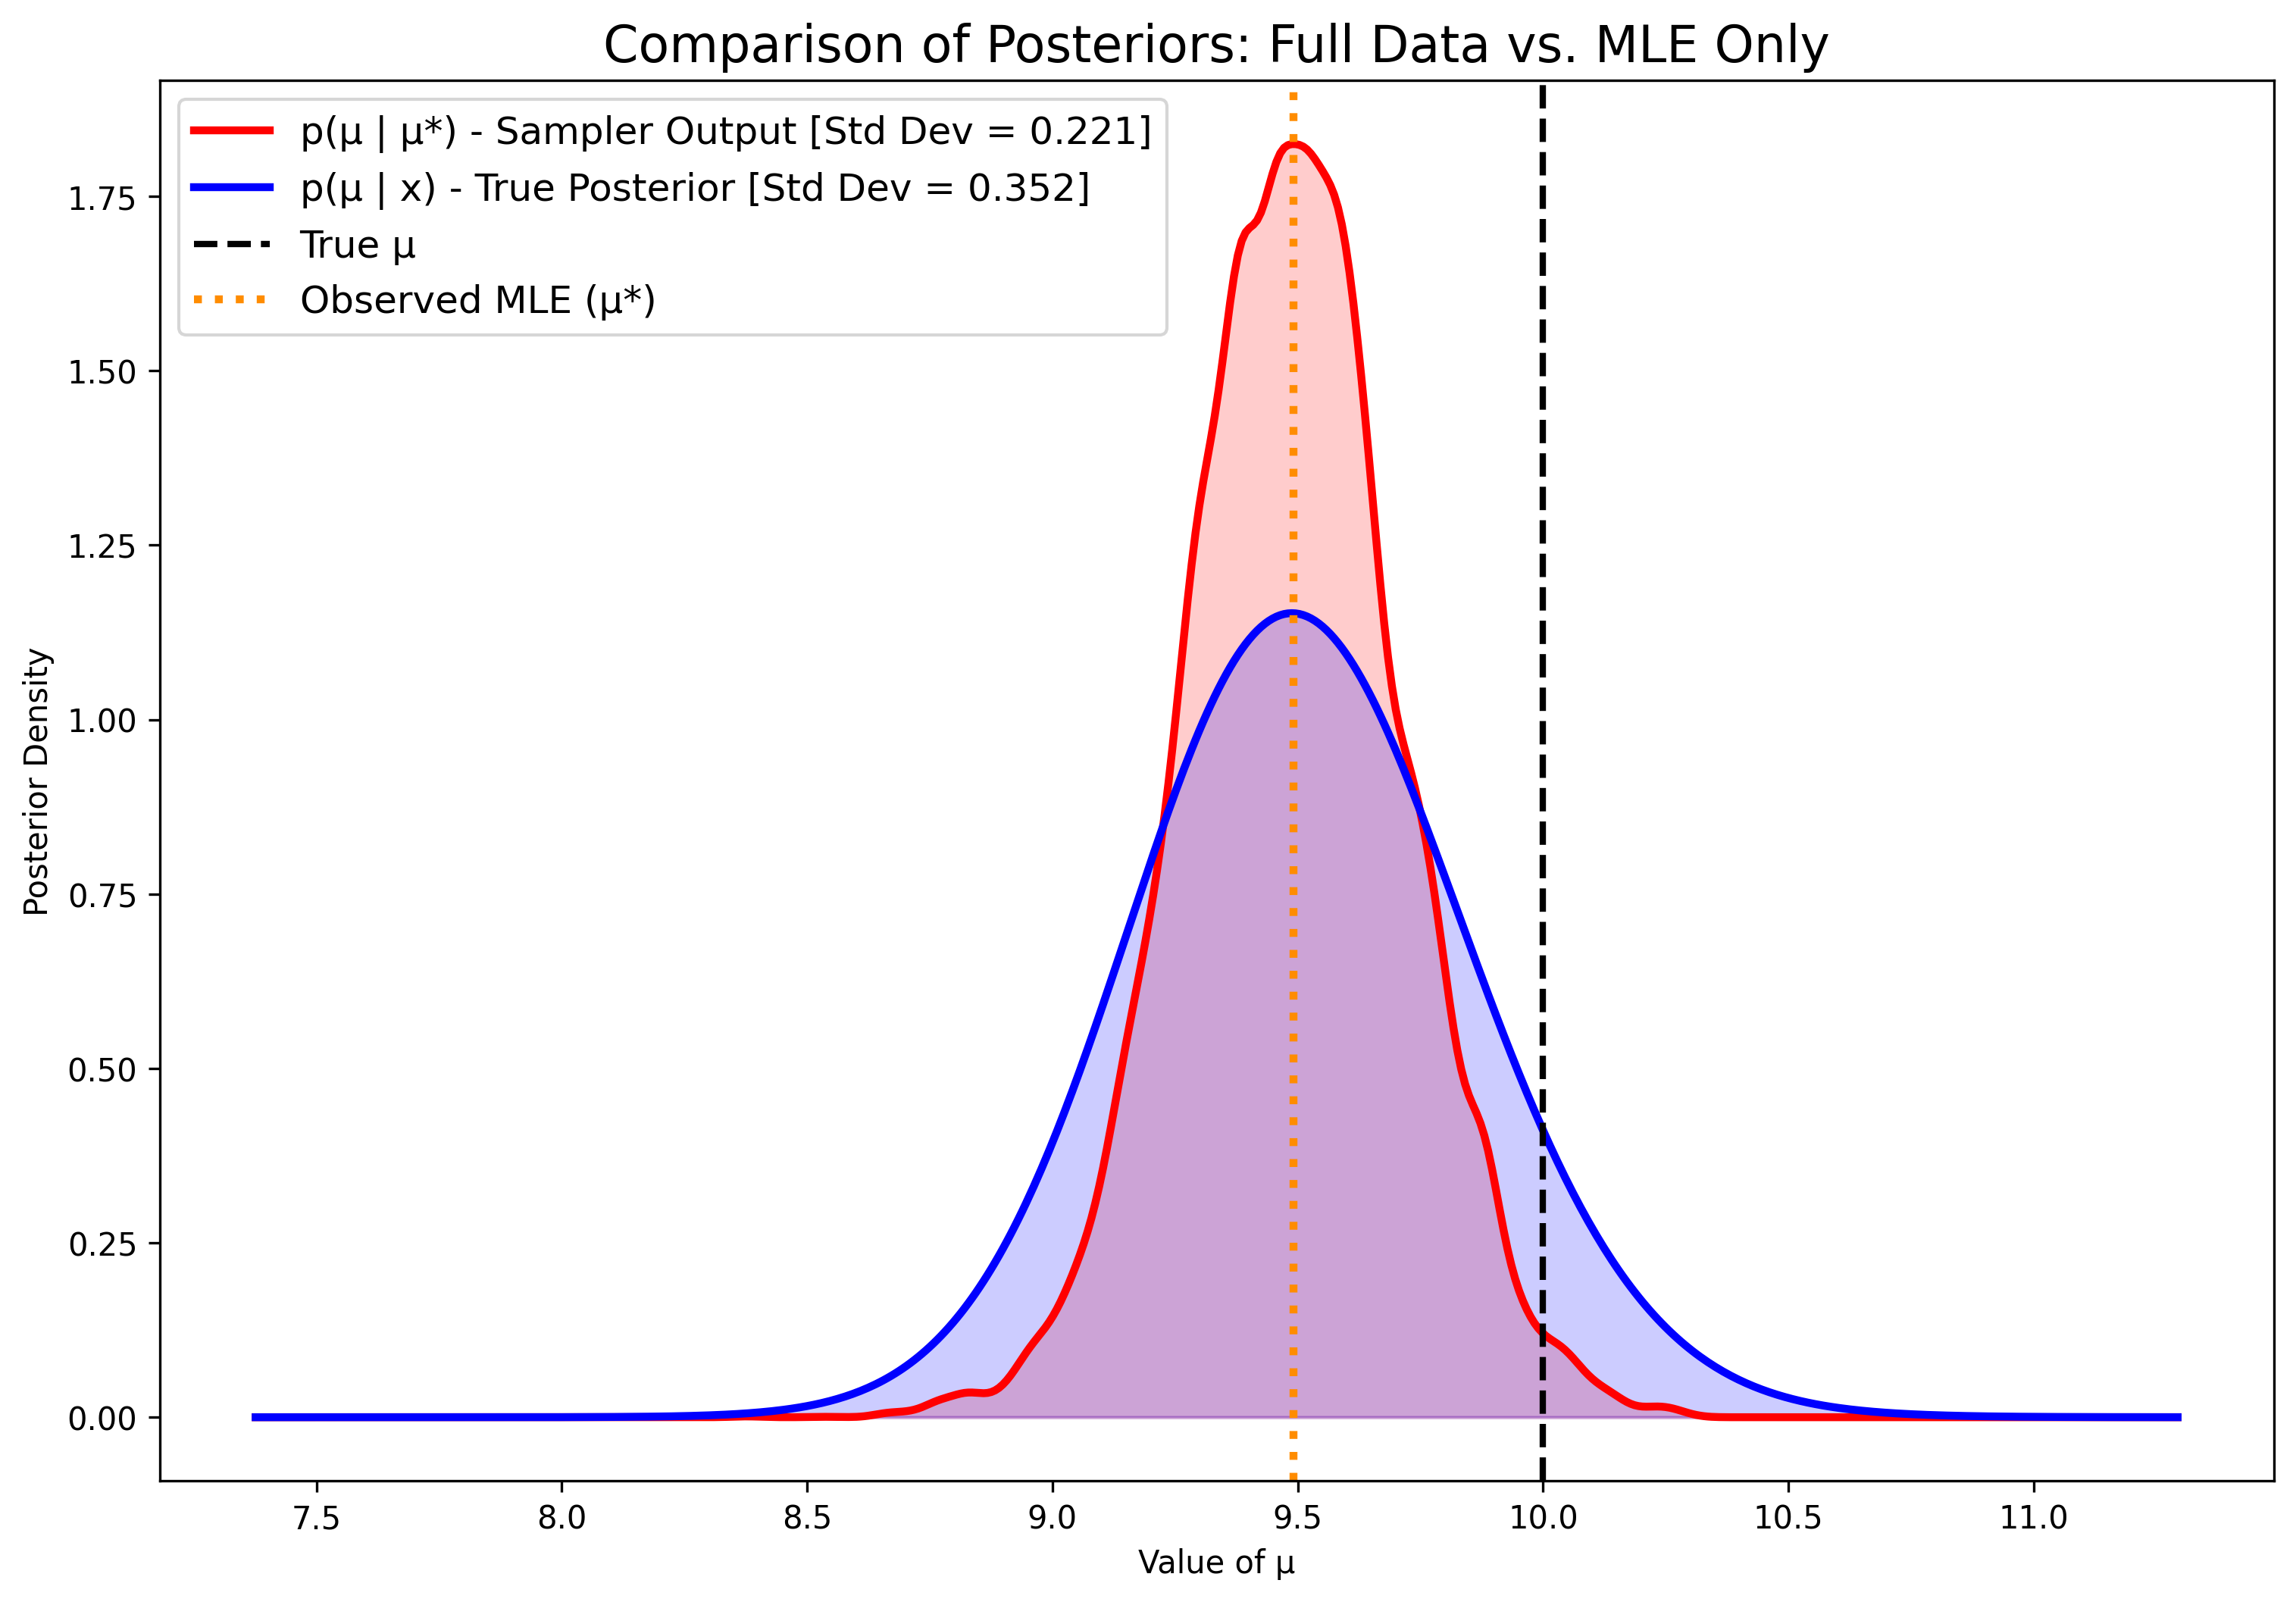 Comparison of Posteriors: Full Data vs. MLE Only
p(μ | μ*) - Sampler Output [Std Dev = 0.221]
p(μ | x) - True Posterior [Std Dev = 0.352]
True μ
Observed MLE (μ*)
Posterior Density
1.75
1.50
1.25
1.00
0.75
0.50
0.25
0.00
7.5 8.0 8.5 9.0 9.5 10.0 10.5 11.0
Value of μ